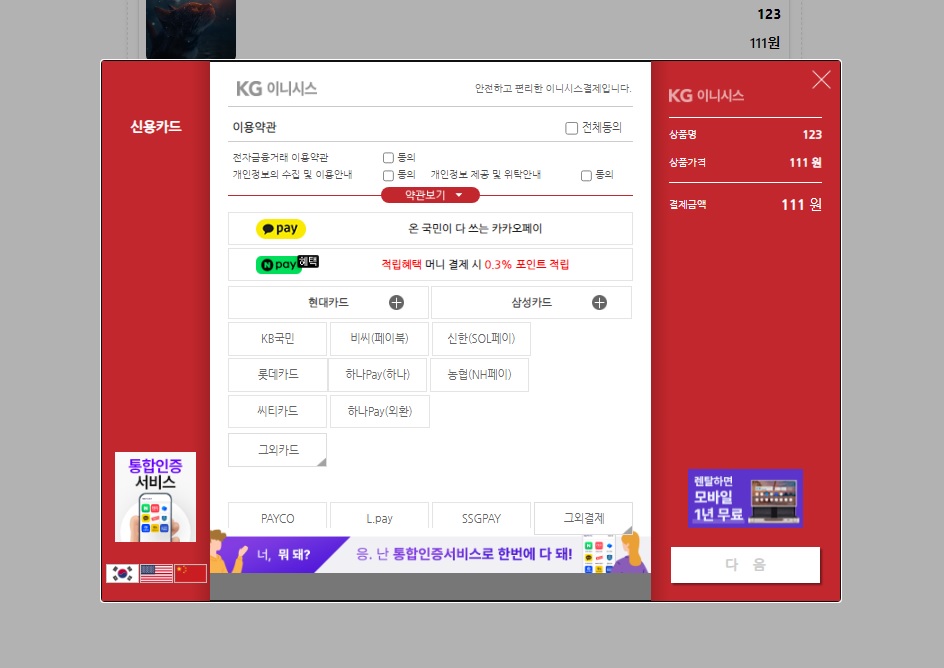 123
111원
신용카드
KG 이니시스
안전하고 편리한 이니시스결제입니다.
이용약관
전체동의
전자금융거래 이용약관
동의
개인정보의 수집 및 이용안내
동의
개인정보 제공 및 위탁안내
동의
약관보기
pay
온 국민이 다 쓰는 카카오페이
N pay 혜택
적립혜택 머니 결제 시 0.3% 포인트 적립
현대카드
삼성카드
KB국민
비씨(페이북)
신한(SOL페이)
롯데카드
하나Pay(하나)
농협(NH페이)
씨티카드
하나Pay(외환)
그외카드
PAYCO
L.pay
SSGPAY
그외결제
너, 뭐 돼?
응. 난 통합인증서비스로 한번에 다 돼!
통합인증
서비스
KG 이니시스
상품명
123
상품가격
111 원
결제금액
111 원
렌탈하면
모바일
1년 무료
다 음